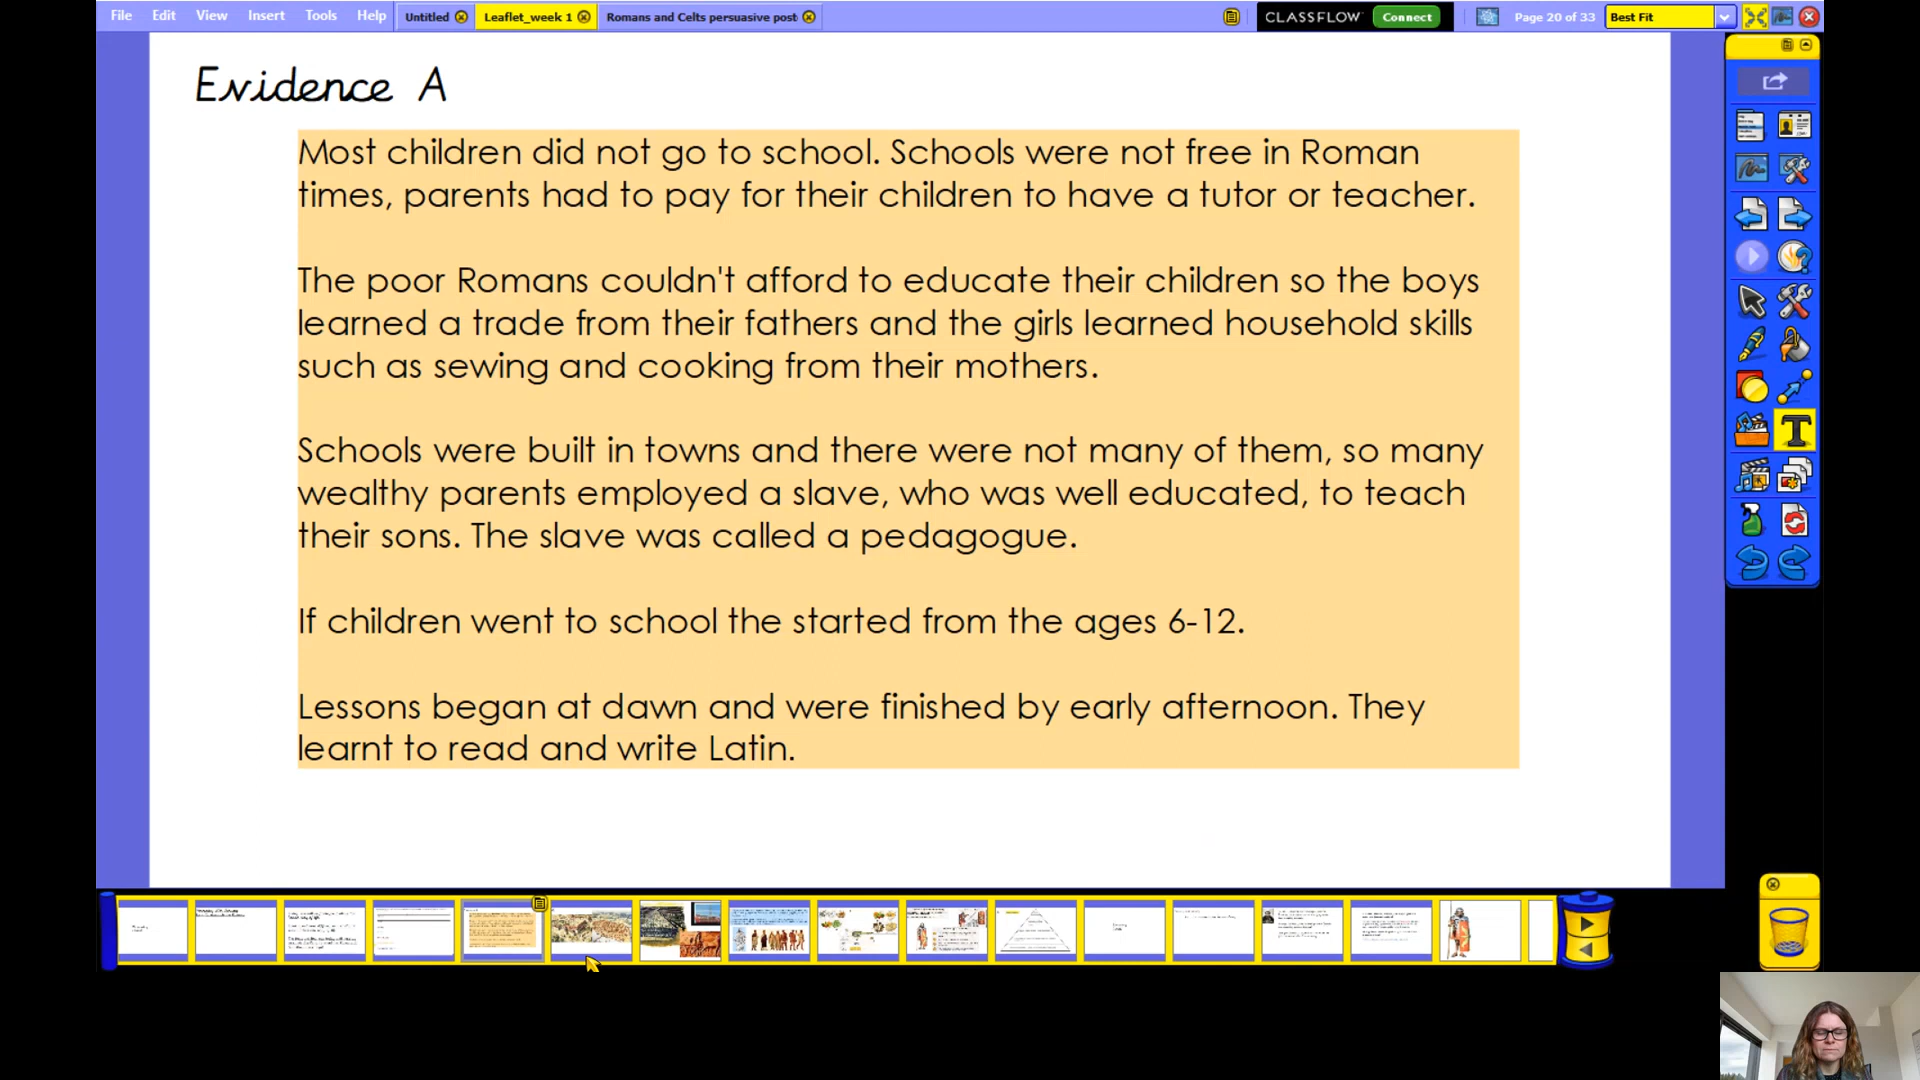 File Edit View Insert Tools Help Untitled Leaflet_week 1 Romans and Celts persuasive post CLASSFLOW Connect Page 20 of 33 Best Fit
Evidence A
Most children did not go to school. Schools were not free in Roman
times, parents had to pay for their children to have a tutor or teacher.
The poor Romans couldn't afford to educate their children so the boys
learned a trade from their fathers and the girls learned household skills
such as sewing and cooking from their mothers.
Schools were built in towns and there were not many of them, so many
wealthy parents employed a slave, who was well educated, to teach
their sons. The slave was called a pedagogue.
If children went to school the started from the ages 6-12.
Lessons began at dawn and were finished by early afternoon. They
learnt to read and write Latin.